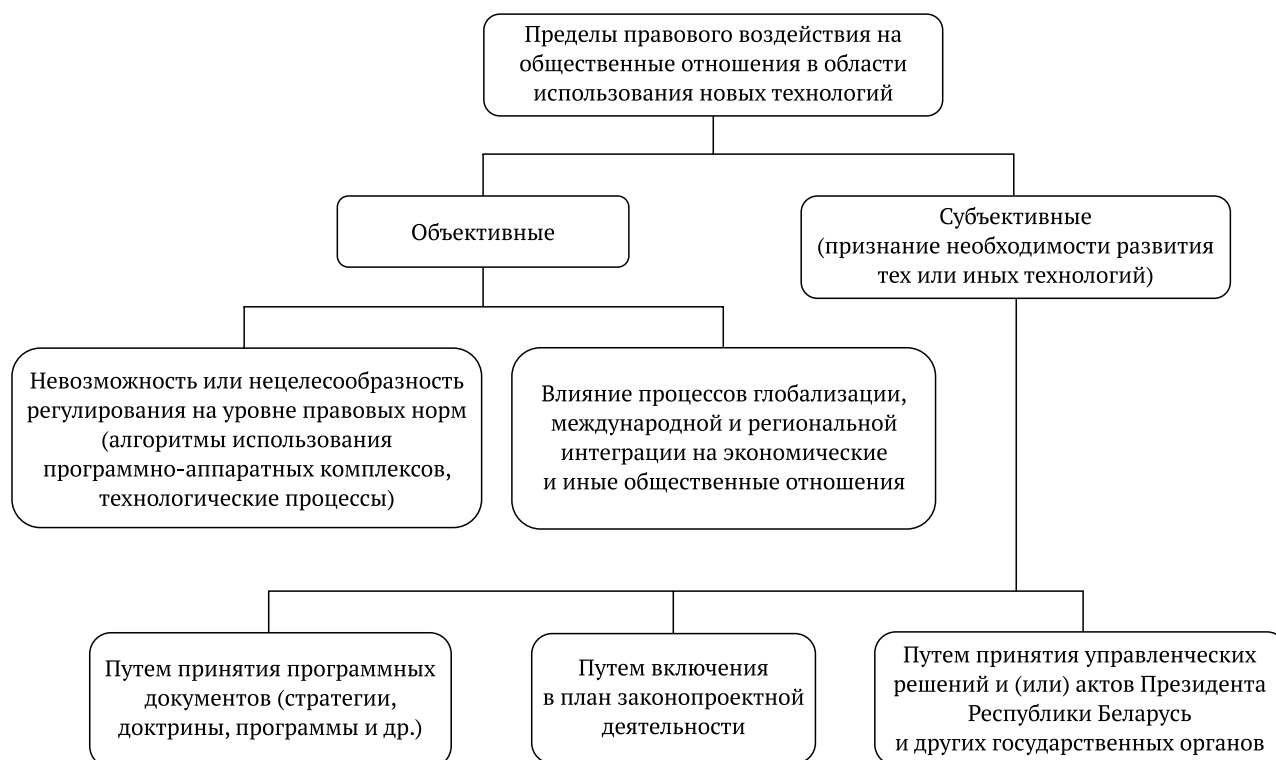 Пределы правового воздействия на
общественные отношения в области
использования новых технологий
Объективные
Субъективные
(признание необходимости развития
тех или иных технологий)
Невозможность или нецелесообразность
регулирования на уровне правовых норм
(алгоритмы использования
программно-аппаратных комплексов,
технологические процессы)
Влияние процессов глобализации,
международной и региональной
интеграции на экономические
и иные общественные отношения
Путем принятия программных
документов (стратегии,
доктрины, программы и др.)
Путем включения
в план законопроектной
деятельности
Путем принятия управленческих
решений и (или) актов Президента
Республики Беларусь
и других государственных органов